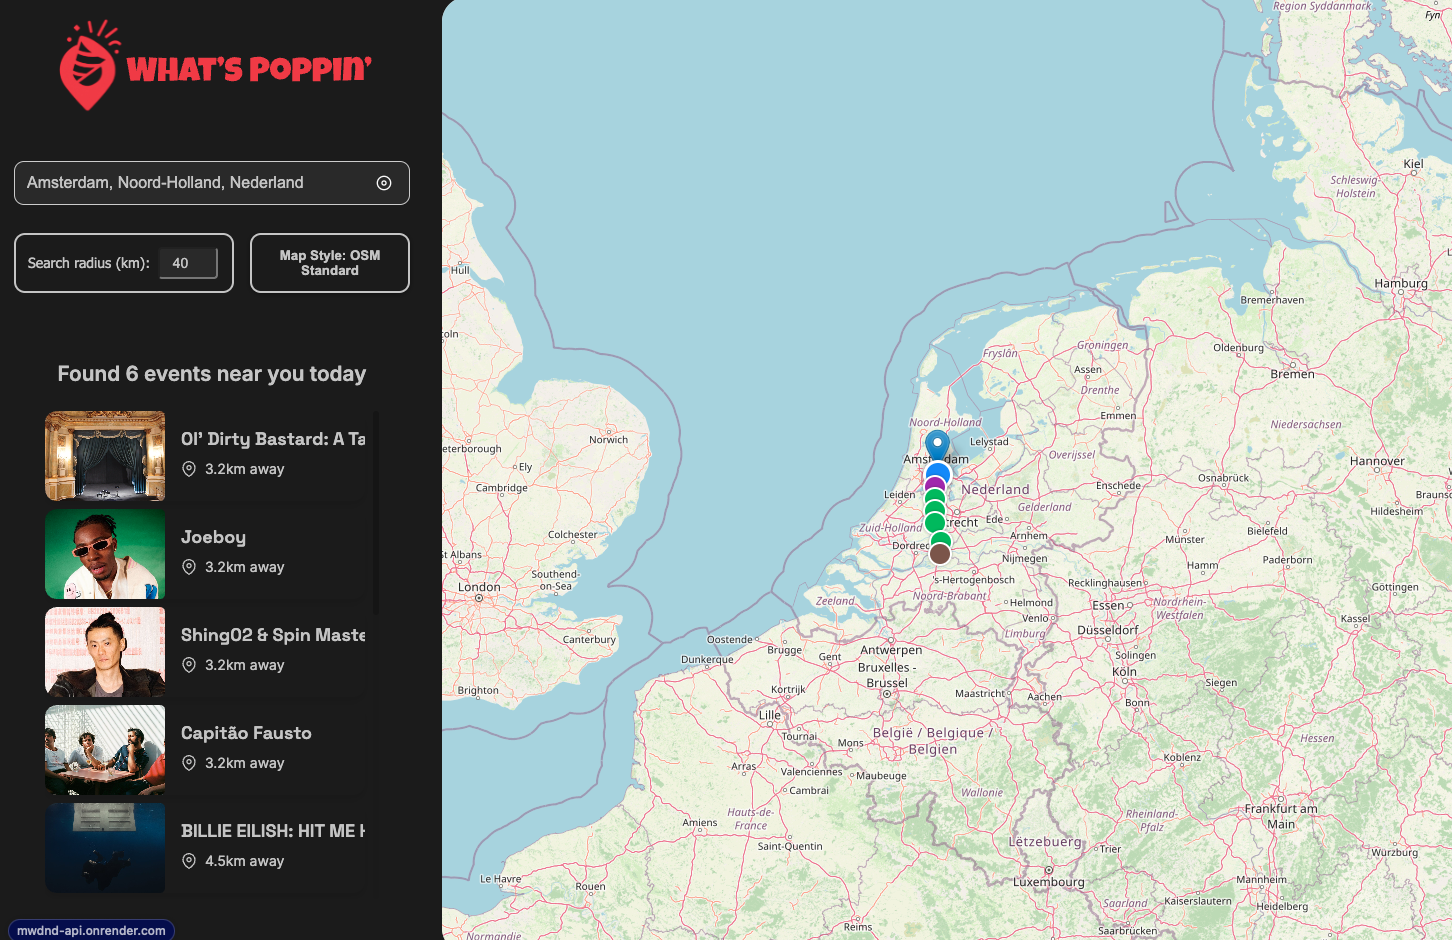 WHAT'S POPPIN'
Amsterdam, Noord-Holland, Nederland
Search radius (km): 40
Map Style: OSM
Standard
Found 6 events near you today
Ol' Dirty Bastard: A Ta
3.2km away
Joeboy
3.2km away
Shing02 & Spin Maste
3.2km away
Capitão Fausto
3.2km away
BILLIE EILISH: HIT ME H
4.5km away
mwdnd-api.onrender.com
Region Syddanmark
Fyn
Kiel
Schleswig-
Holstein
Hull
Hamburg
Bremerhaven
oln
Groningen
Oldenburg
Fryslân
Assen
Bremen
Drenthe
Emmen
Noord-Holland
Niedersachsen
Norwich
Lelystad
eterborough
Overijssel
Amsterdam
Hannover
Ely
Osnabrück
Cambridge
Enschede
Nederland
Leiden
Braunsc
Gelderland
Hildesheim
Zuid-Holland
trecht
Ede
Colchester
Arnhem
Bielefeld
Münster
Dordrec
St Albans
Nijmegen
Paderborn
Hamm
Southend-
on-Sea
's-Hertogenbosch
Recklinghausen
London
Göttingen
Noord-Brabant
Zeeland
Helmond
Essen
Nordrhein-
Westfalen
Venlo
Kassel
Düsseldorf
Limburg
Canterbury
Oostende
Brugge
Antwerpen
Gent
Solingen
Dunkerque
Bruxelles -
Brussel
Köln
Siegen
Brighton
Kortrijk
Maastricht
Aachen
Bonn
Lille
Tournai
België / Belgique /
Belgien
Mons
Hessen
Koblenz
Arras
Valenciennes
Maubeuge
Cambrai
Wallonie
Frankfurt am
Main
Hauts-de-
France
Rheinland-
Pfalz
Amiens
Lëtzebuerg
Saint-Quentin
Trier
Würzburg
Le Havre
Rouen
Luxembourg
Mannheim
Darmstadt
Saarland
Heidelberg
Reims
Saarbrücken
Normandie